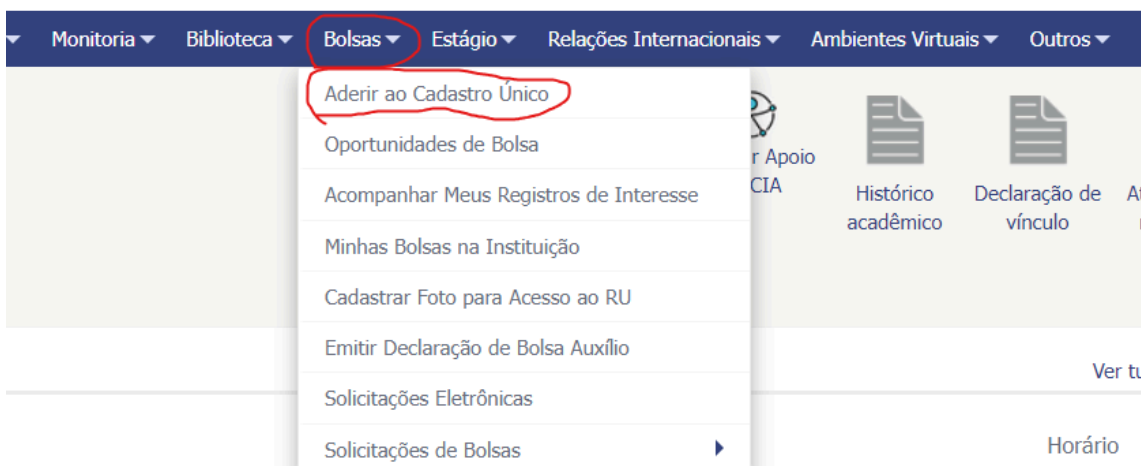 Monitoria Biblioteca Bolsas Estágio Relações Internacionais Ambientes Virtuais Outros
Aderir ao Cadastro Único
Oportunidades de Bolsa
Acompanhar Meus Registros de Interesse
Minhas Bolsas na Instituição
Cadastrar Foto para Acesso ao RU
Emitir Declaração de Bolsa Auxílio
Solicitações Eletrônicas
Solicitações de Bolsas
Apoio
Histórico
acadêmico
Declaração de
vínculo
Ver
Horário